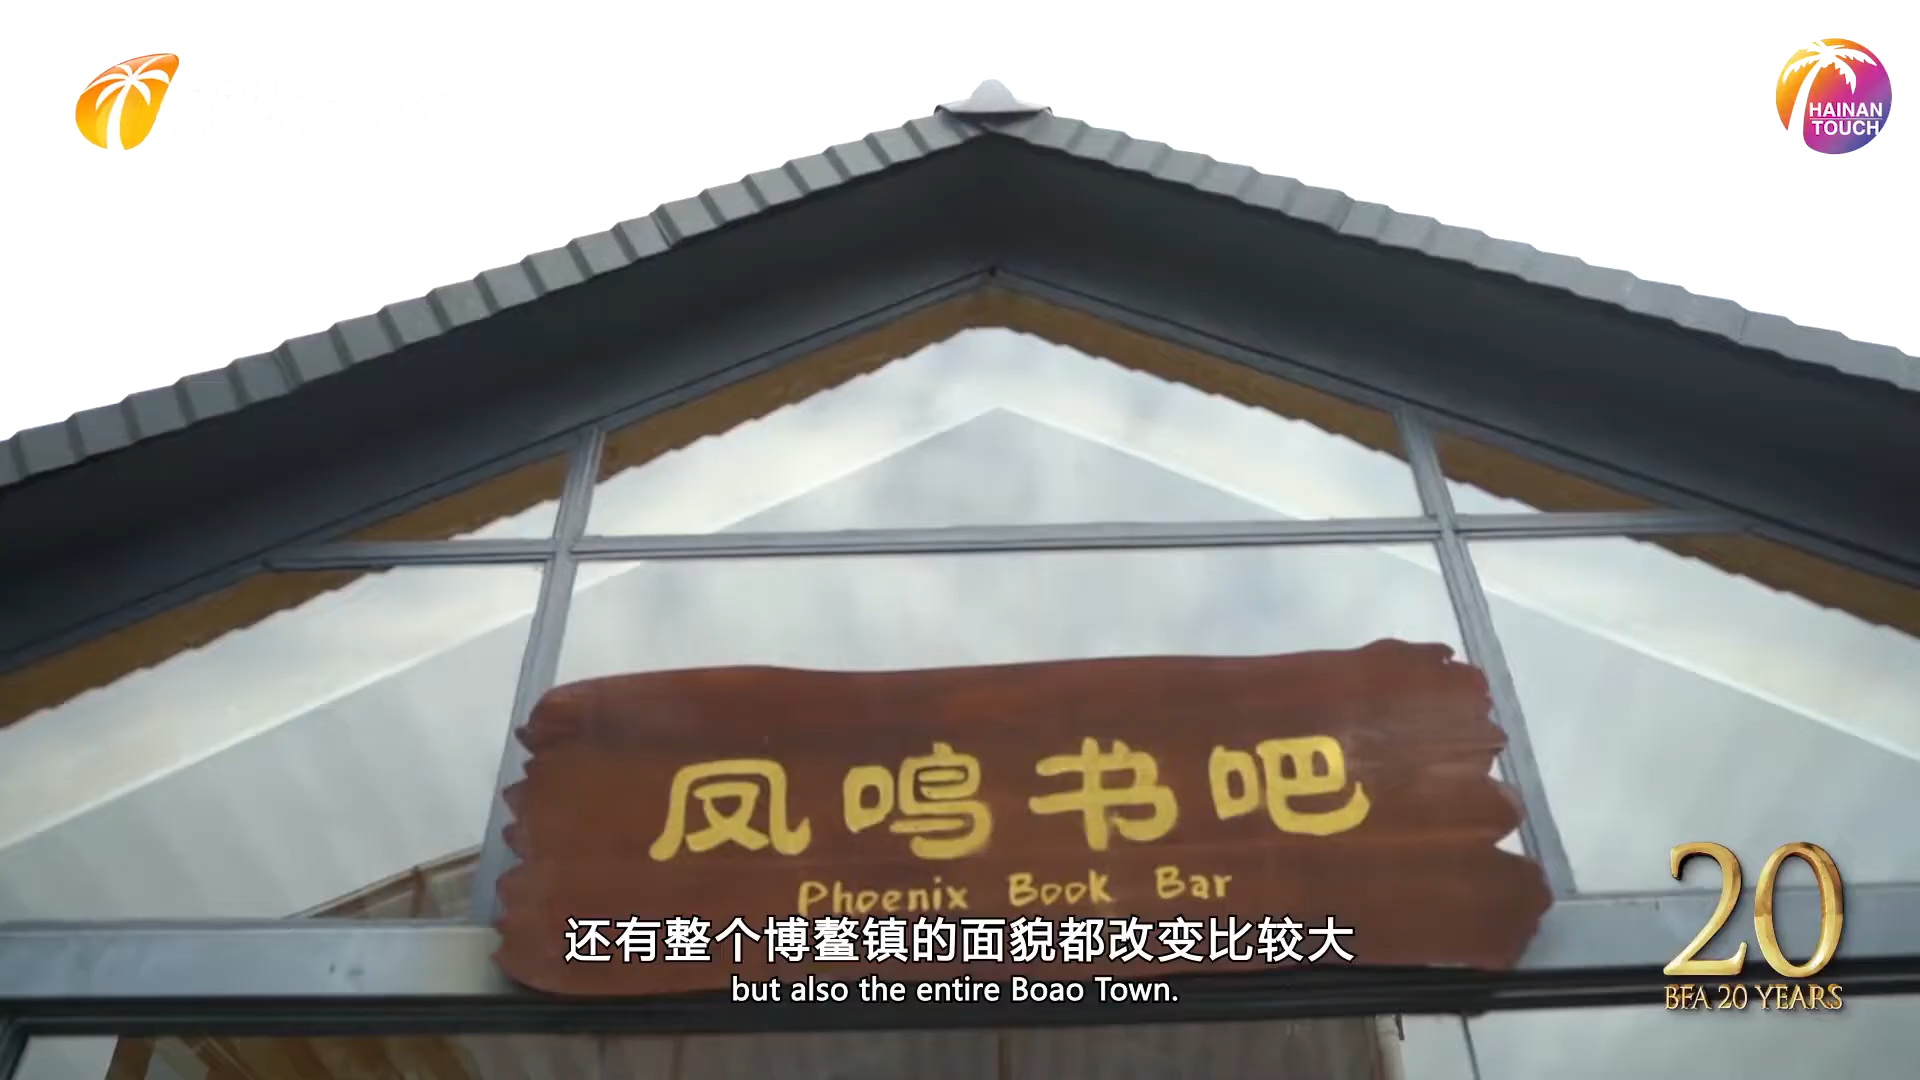 HAINAN
TOUCH
凤鸣书吧
Phoenix Book Bar
还有整个博鳌镇的面貌都改变比较大
but also the entire Boao Town.
20
BFA 20 YEARS